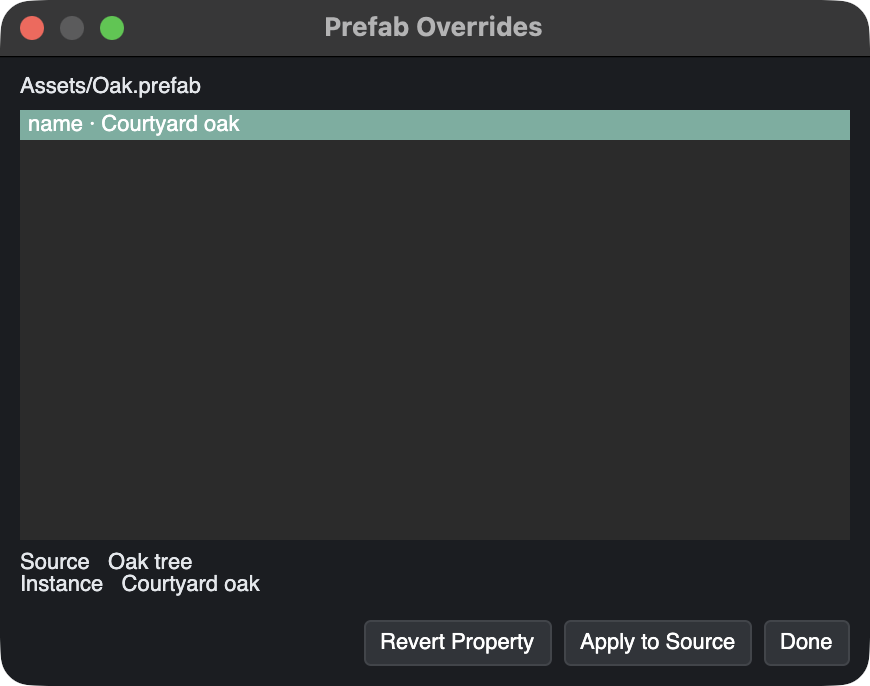 Prefab Overrides
Assets/Oak.prefab
name · Courtyard oak
Source Oak tree
Instance Courtyard oak
Revert Property Apply to Source Done